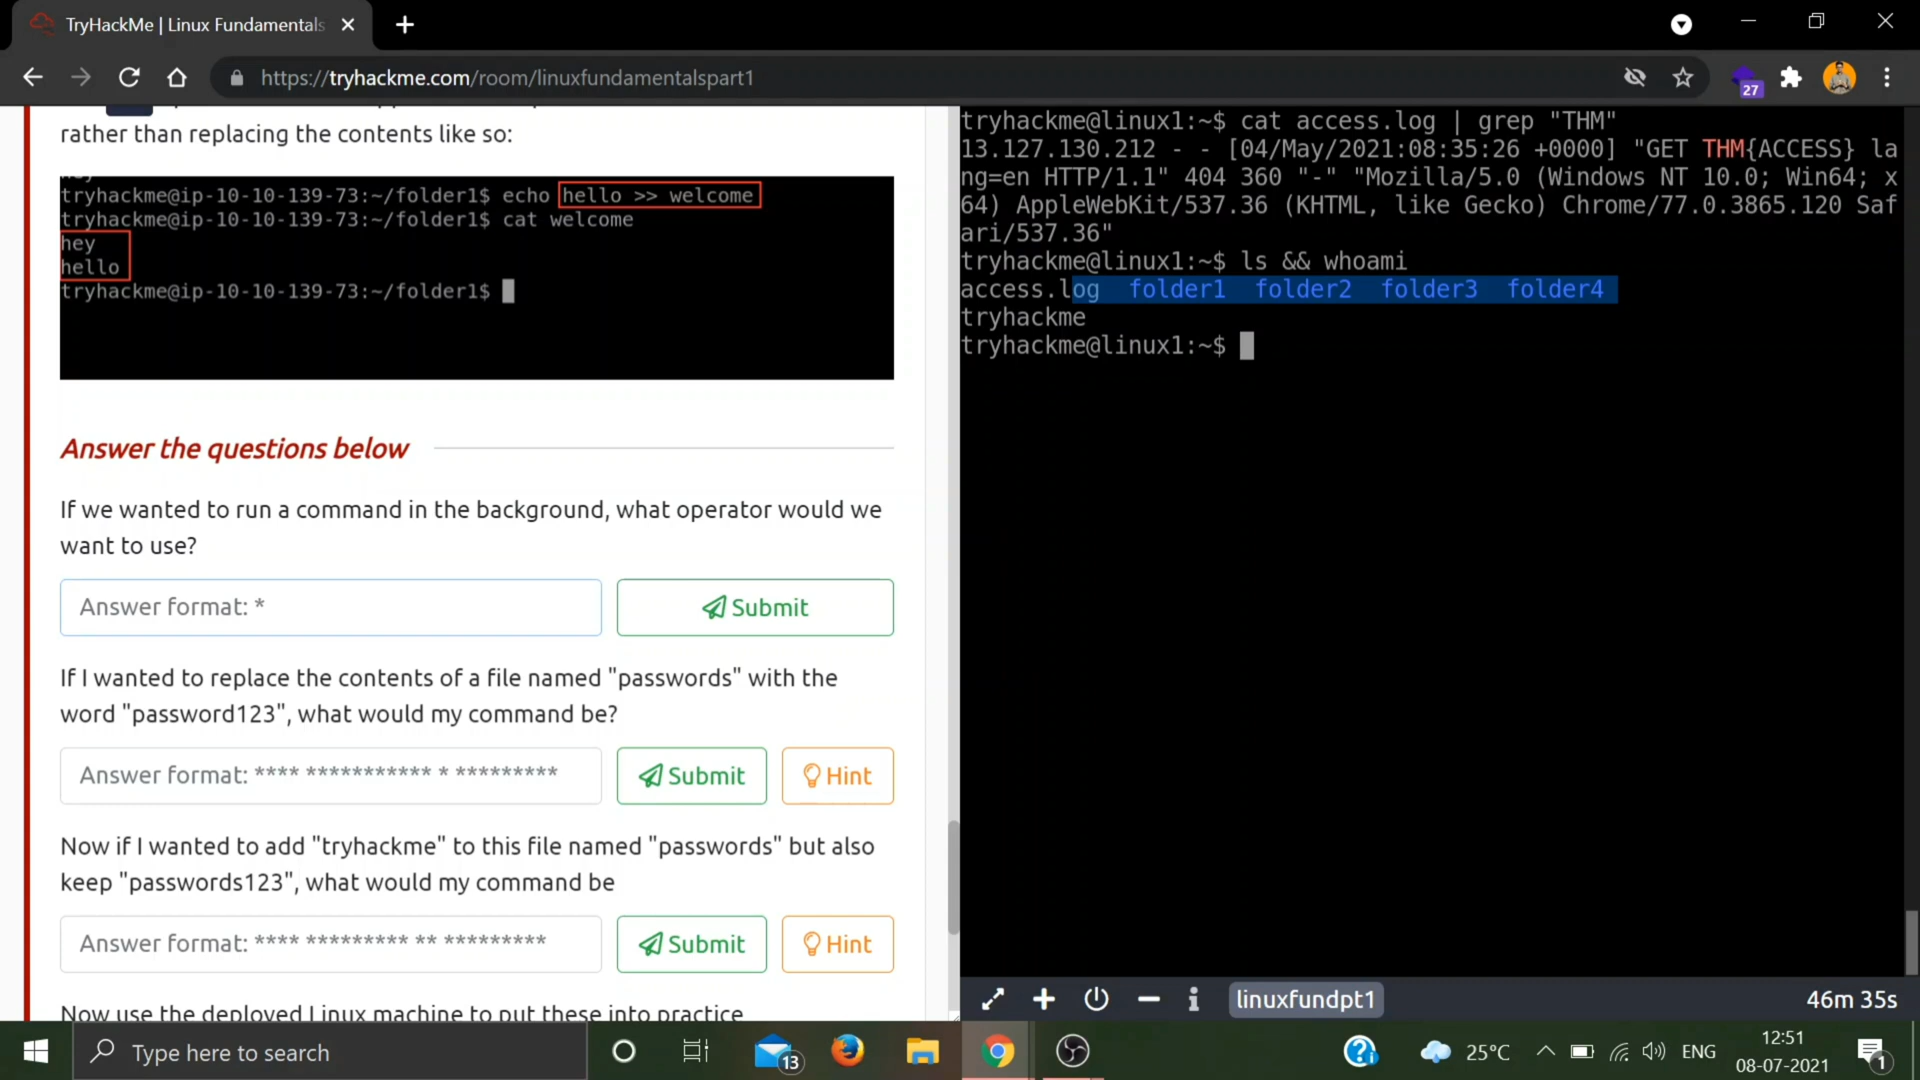 TryHackMe | Linux Fundamentals
https://tryhackme.com/room/linuxfundamentalspart1
27
rather than replacing the contents like so:
tryhackme@ip-10-10-139-73:~/folder1$ echo hello >> welcome
tryhackme@ip-10-10-139-73:~/folder1$ cat welcome
hey
hello
tryhackme@ip-10-10-139-73:~/folder1$
Answer the questions below
If we wanted to run a command in the background, what operator would we
want to use?
Answer format: *
Submit
If I wanted to replace the contents of a file named "passwords" with the
word "password123", what would my command be?
Answer format: **** *********** * *********
Submit
Hint
Now if I wanted to add "tryhackme" to this file named "passwords" but also
keep "passwords123", what would my command be
Answer format: **** ********* ** *********
Submit
Hint
Now use the deployed Linux machine to put these into practice
tryhackme@linux1:~$ cat access.log | grep "THM"
13.127.130.212 - - [04/May/2021:08:35:26 +0000] "GET THM{ACCESS} la
ng=en HTTP/1.1" 404 360 "-" "Mozilla/5.0 (Windows NT 10.0; Win64; x
64) AppleWebKit/537.36 (KHTML, like Gecko) Chrome/77.0.3865.120 Saf
ari/537.36"
tryhackme@linux1:~$ ls && whoami
access.log folder1 folder2 folder3 folder4
tryhackme
tryhackme@linux1:~$
linuxfundpt1
46m 35s
Type here to search
13
25°C
ENG
12:51
08-07-2021
1